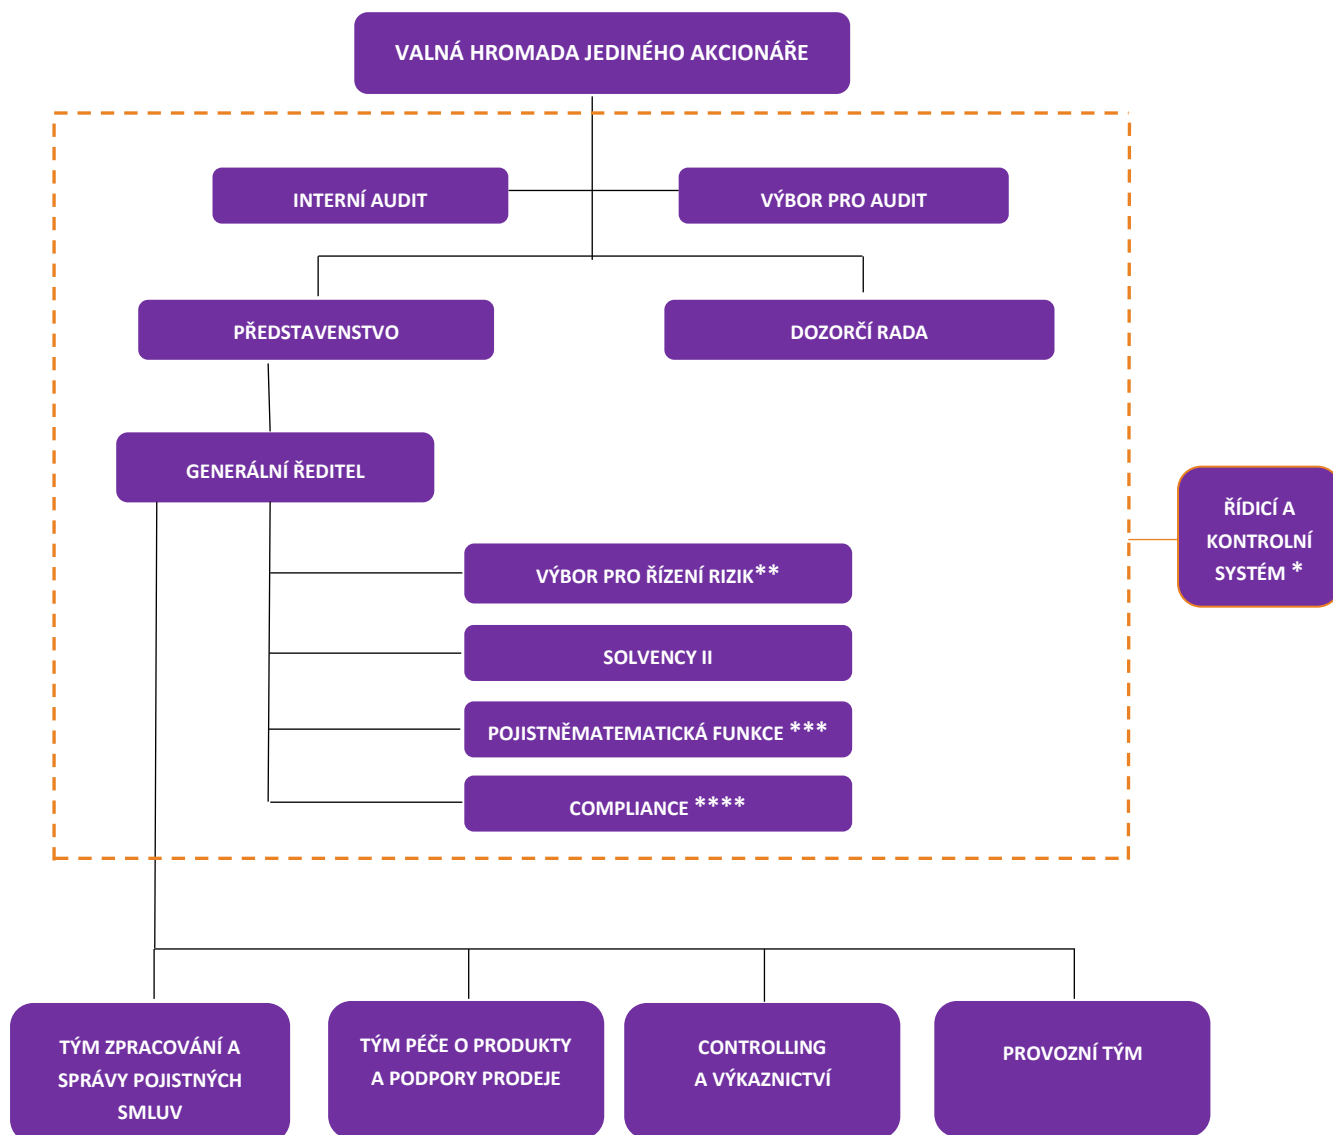 VALNÁ HROMADA JEDINÉHO AKCIONÁŘE
INTERNÍ AUDIT
VÝBOR PRO AUDIT
PŘEDSTAVENSTVO
DOZORČÍ RADA
GENERÁLNÍ ŘEDITEL
ŘÍDICÍ A
KONTROLNÍ
SYSTÉM *
VÝBOR PRO ŘÍZENÍ RIZIK**
SOLVENCY II
POJISTNĚMATEMATICKÁ FUNKCE ***
COMPLIANCE ****
TÝM ZPRACOVÁNÍ A
SPRÁVY POJISTNÝCH
SMLUV
TÝM PÉČE O PRODUKTY
A PODPORY PRODEJE
CONTROLLING
A VÝKAZNICTVÍ
PROVOZNÍ TÝM